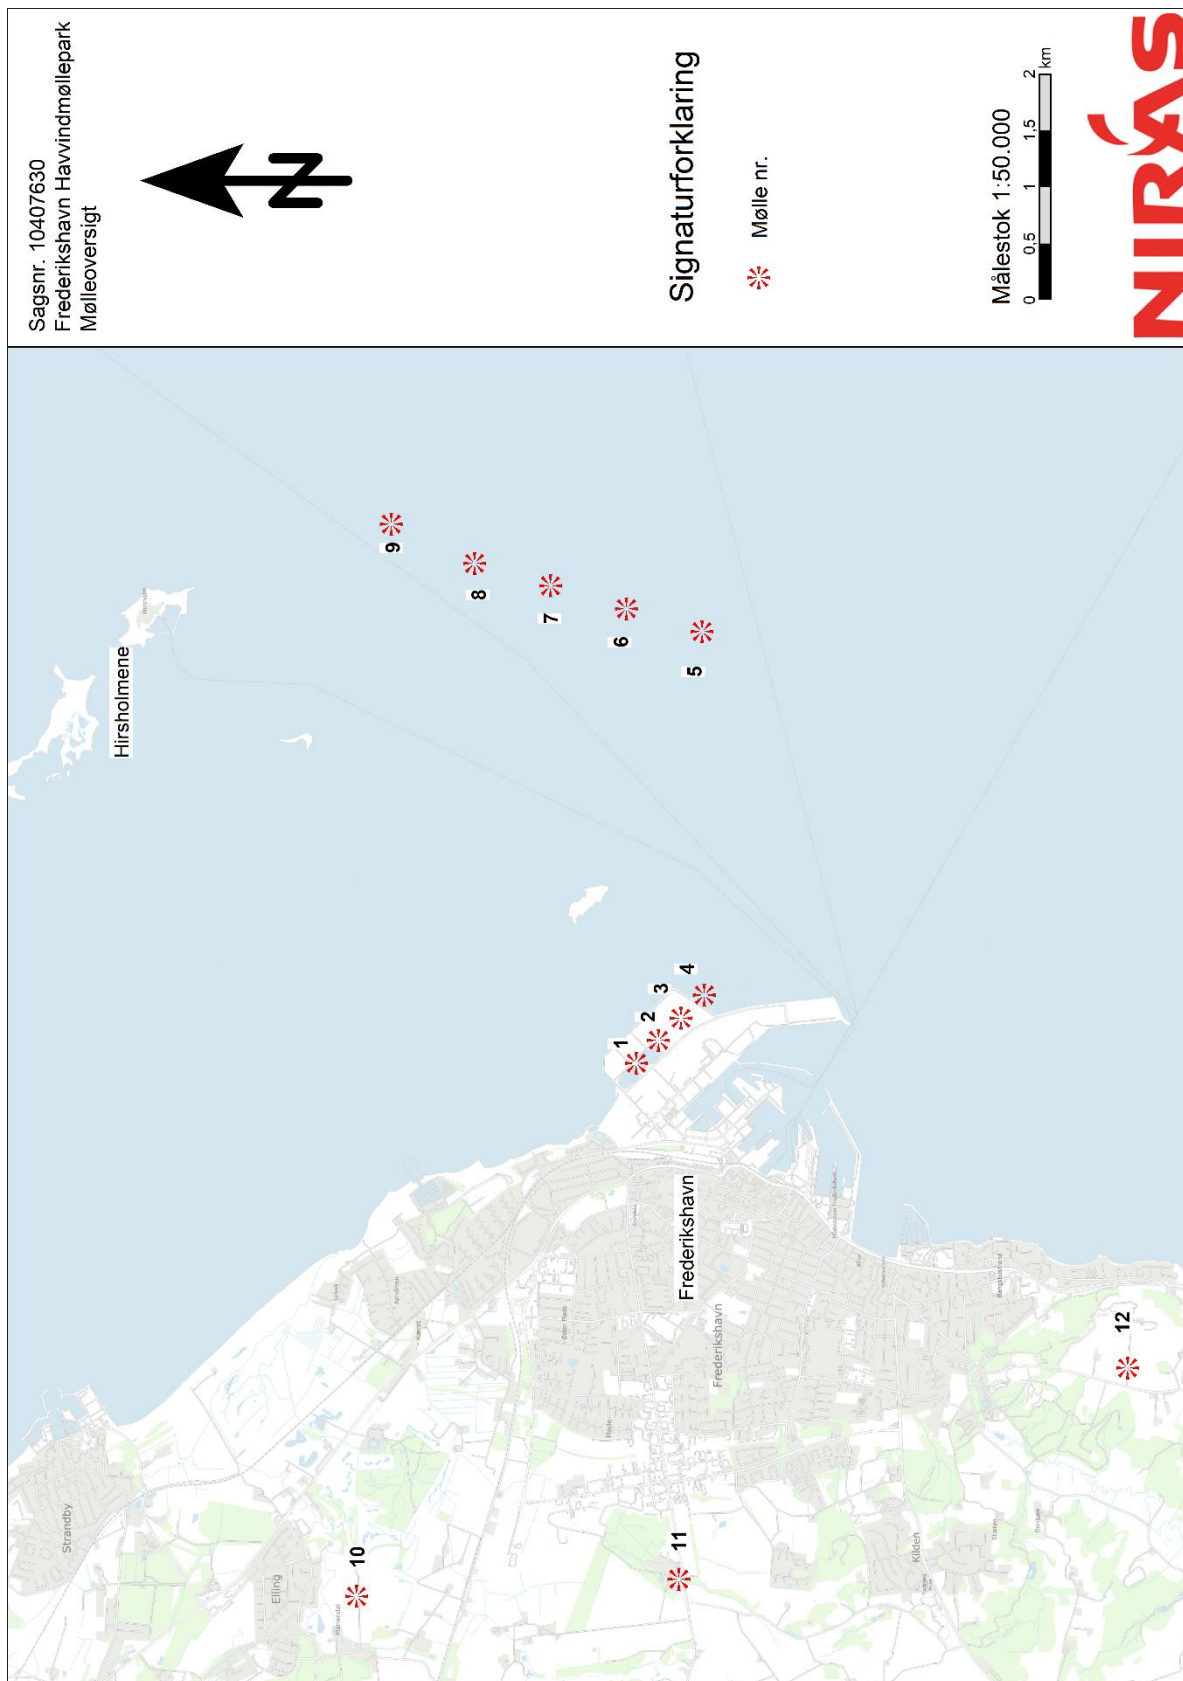 Sagsnr. 10407630
Frederikshavn Havvindmøllepark
Mølleoversigt
N
Signaturforklaring
Mølle nr.
Målestok 1:50.000
0 0,5 1 1,5 2
km
NIRAS
Hirsholmene
9
8
7
6
5
4
3
2
1
Frederikshavn
Frederikshavn
Strandby
Elling
Kilden
Flade
Bangsbostrand
10
11
12